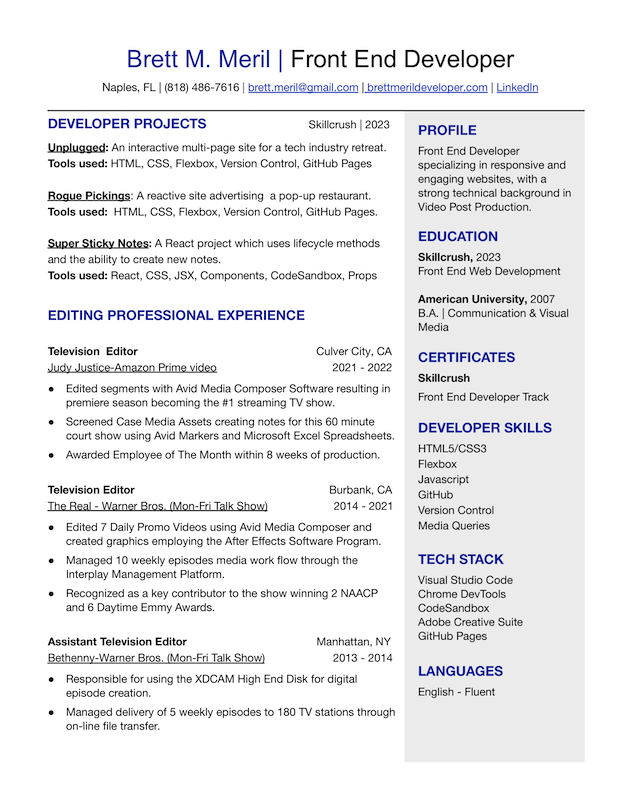 Brett M. Meril | Front End Developer
Naples, FL | (818) 486-7616 | brett.meril@gmail.com | brettmerildeveloper.com | LinkedIn
DEVELOPER PROJECTS Skillcrush | 2023
Unplugged: An interactive multi-page site for a tech industry retreat.
Tools used: HTML, CSS, Flexbox, Version Control, GitHub Pages
Rogue Pickings: A reactive site advertising a pop-up restaurant.
Tools used: HTML, CSS, Flexbox, Version Control, GitHub Pages.
Super Sticky Notes: A React project which uses lifecycle methods
and the ability to create new notes.
Tools used: React, CSS, JSX, Components, CodeSandbox, Props
EDITING PROFESSIONAL EXPERIENCE
Television Editor Culver City, CA
Judy Justice-Amazon Prime video 2021 - 2022
● Edited segments with Avid Media Composer Software resulting in
premiere season becoming the #1 streaming TV show.
● Screened Case Media Assets creating notes for this 60 minute
court show using Avid Markers and Microsoft Excel Spreadsheets.
● Awarded Employee of The Month within 8 weeks of production.
Television Editor Burbank, CA
The Real - Warner Bros. (Mon-Fri Talk Show) 2014 - 2021
● Edited 7 Daily Promo Videos using Avid Media Composer and
created graphics employing the After Effects Software Program.
● Managed 10 weekly episodes media work flow through the
Interplay Management Platform.
● Recognized as a key contributor to the show winning 2 NAACP
and 6 Daytime Emmy Awards.
Assistant Television Editor Manhattan, NY
Bethenny-Warner Bros. (Mon-Fri Talk Show) 2013 - 2014
● Responsible for using the XDCAM High End Disk for digital
episode creation.
● Managed delivery of 5 weekly episodes to 180 TV stations through
on-line file transfer.
PROFILE
Front End Developer
specializing in responsive and
engaging websites, with a
strong technical background in
Video Post Production.
EDUCATION
Skillcrush, 2023
Front End Web Development
American University, 2007
B.A. | Communication & Visual
Media
CERTIFICATES
Skillcrush
Front End Developer Track
DEVELOPER SKILLS
HTML5/CSS3
Flexbox
Javascript
GitHub
Version Control
Media Queries
TECH STACK
Visual Studio Code
Chrome DevTools
CodeSandbox
Adobe Creative Suite
GitHub Pages
LANGUAGES
English - Fluent